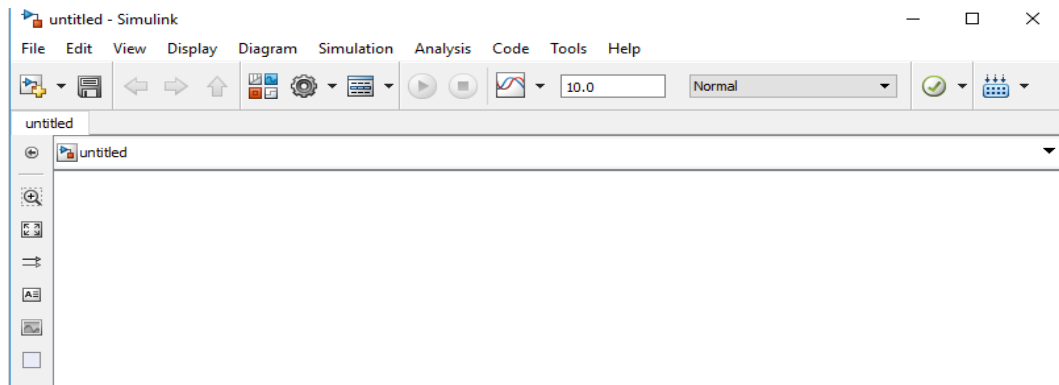 untitled - Simulink
File Edit View Display Diagram Simulation Analysis Code Tools Help
10.0 Normal
untitled
untitled
A